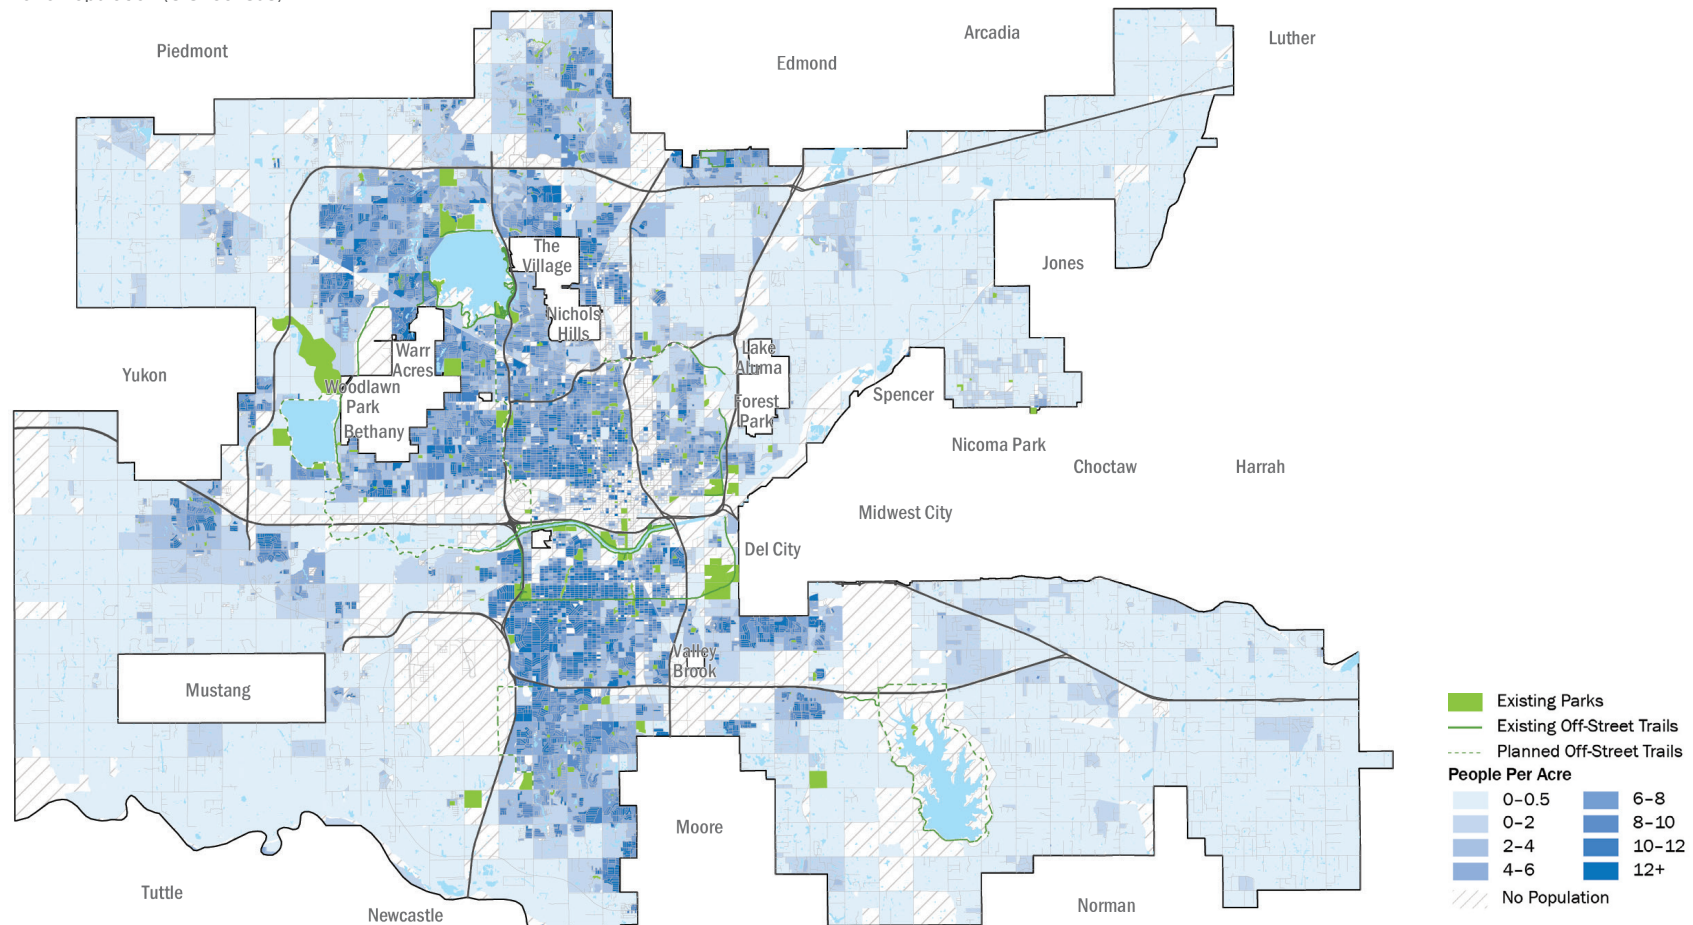 Piedmont
Arcadia
Luther
Edmond
The
Village
Jones
Nichols
Hills
Warr
Acres
Lake
Aluma
Yukon
Woodlawn
Park
Spencer
Forest
Park
Bethany
Nicoma Park
Choctaw
Harrah
Midwest City
Del City
Valley
Brook
Mustang
Moore
Tuttle
Newcastle
Norman
Existing Parks
Existing Off-Street Trails
Planned Off-Street Trails
People Per Acre
0–0.5
6–8
0–2
8–10
2–4
10–12
4–6
12+
No Population